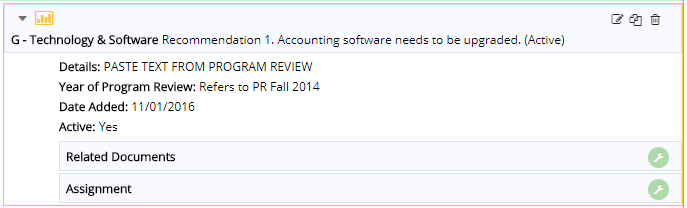 G - Technology & Software Recommendation 1. Accounting software needs to be upgraded. (Active)
Details: PASTE TEXT FROM PROGRAM REVIEW
Year of Program Review: Refers to PR Fall 2014
Date Added: 11/01/2016
Active: Yes
Related Documents
Assignment